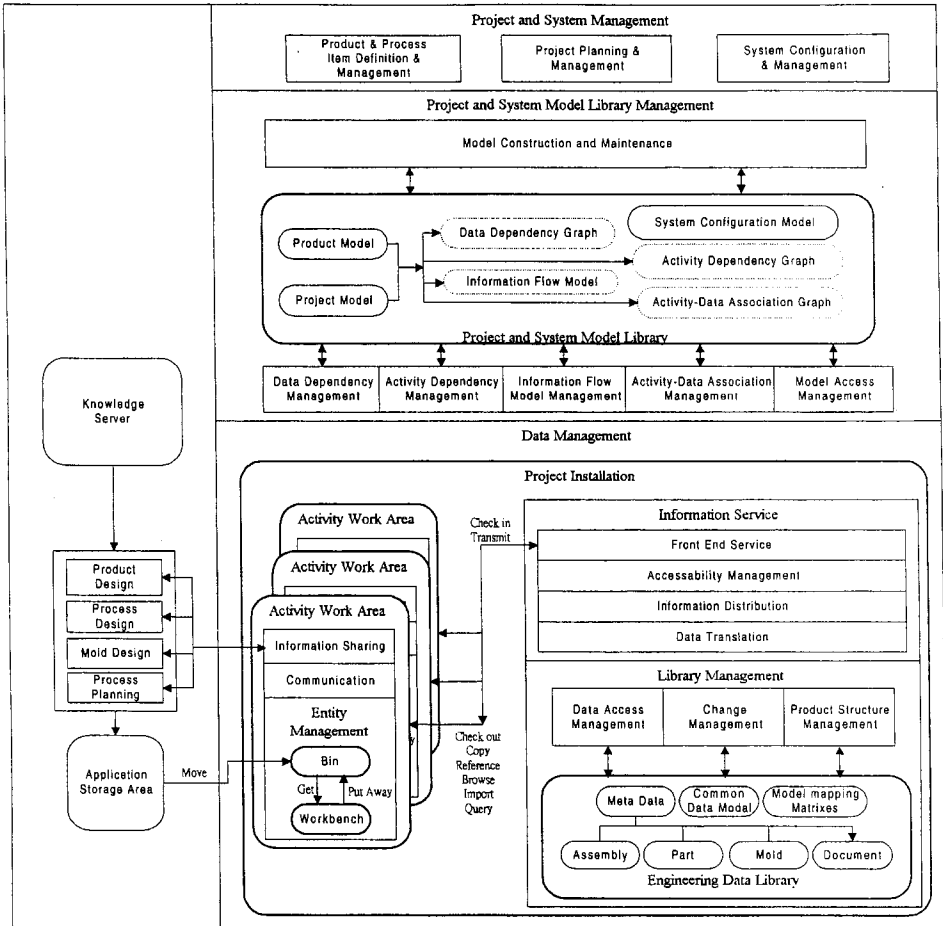 Project and System Management
Product & Process
Item Definition &
Management
Project Planning &
Management
System Configuration
& Management
Project and System Model Library Management
Model Construction and Maintenance
Product Model
Project Model
Data Dependency Graph
Information Flow Model
System Configuration Model
Activity Dependency Graph
Activity-Data Association Graph
Project and System Model Library
Data Dependency
Management
Activity Dependency
Management
Information Flow
Model Management
Activity-Data Association
Management
Model Access
Management
Knowledge
Server
Product
Design
Process
Design
Mold Design
Process
Planning
Application
Storage Area
Move
Data Management
Project Installation
Activity Work Area
Activity Work Area
Activity Work Area
Information Sharing
Communication
Entity
Management
Bin
Get
Put Away
Workbench
Check in
Transmit
Check out
Copy
Reference
Browse
Import
Query
Information Service
Front End Service
Accessability Management
Information Distribution
Data Translation
Library Management
Data Access
Management
Change
Management
Product Structure
Management
Meta Data
Common
Data Modal
Model mapping
Matrixes
Assembly
Part
Mold
Document
Engineering Data Library